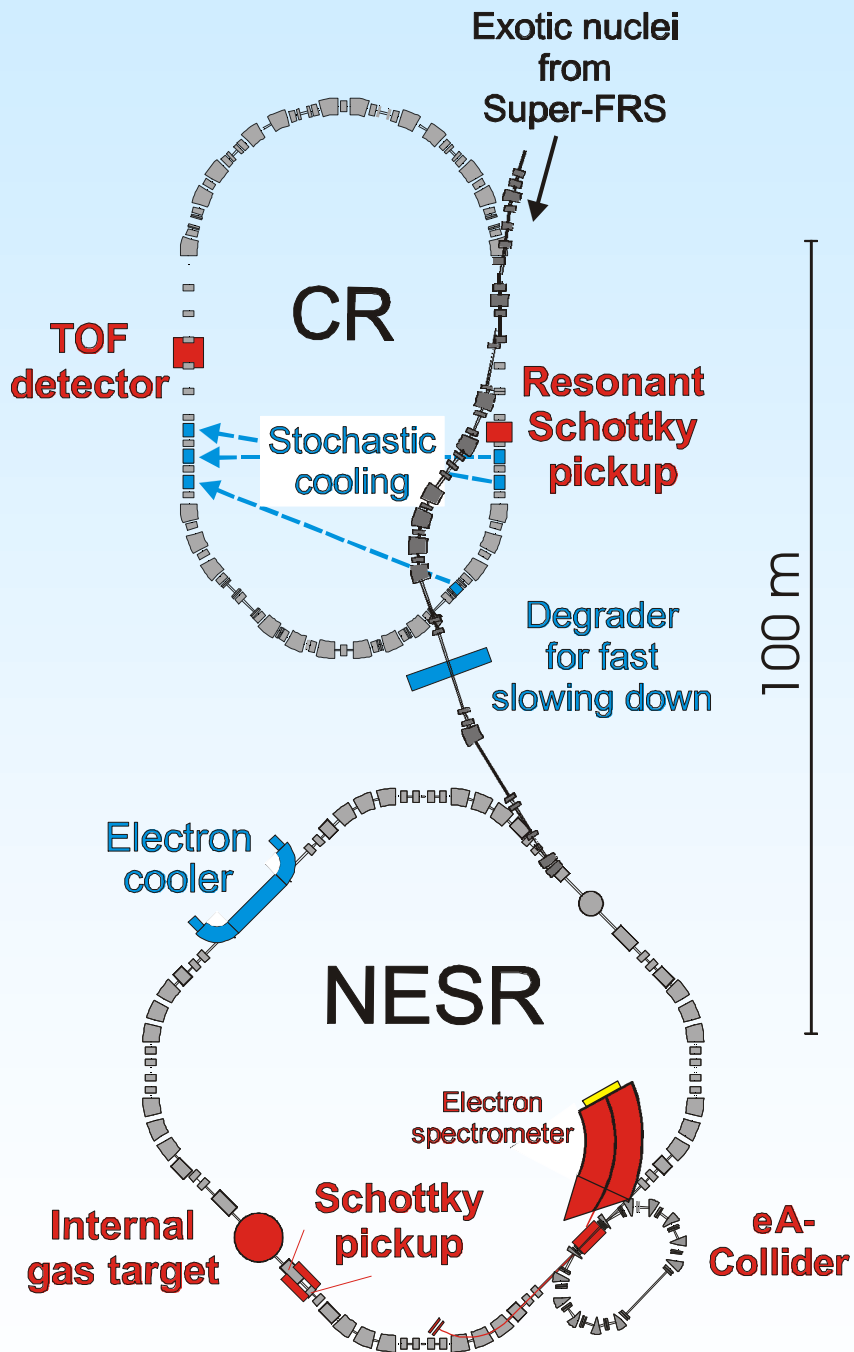 Exotic nuclei
from
Super-FRS
CR
TOF
detector
Resonant
Schottky
pickup
Stochastic
cooling
100 m
Degrader
for fast
slowing down
Electron
cooler
NESR
Electron
spectrometer
Schottky
pickup
Internal
gas target
eA-
Collider